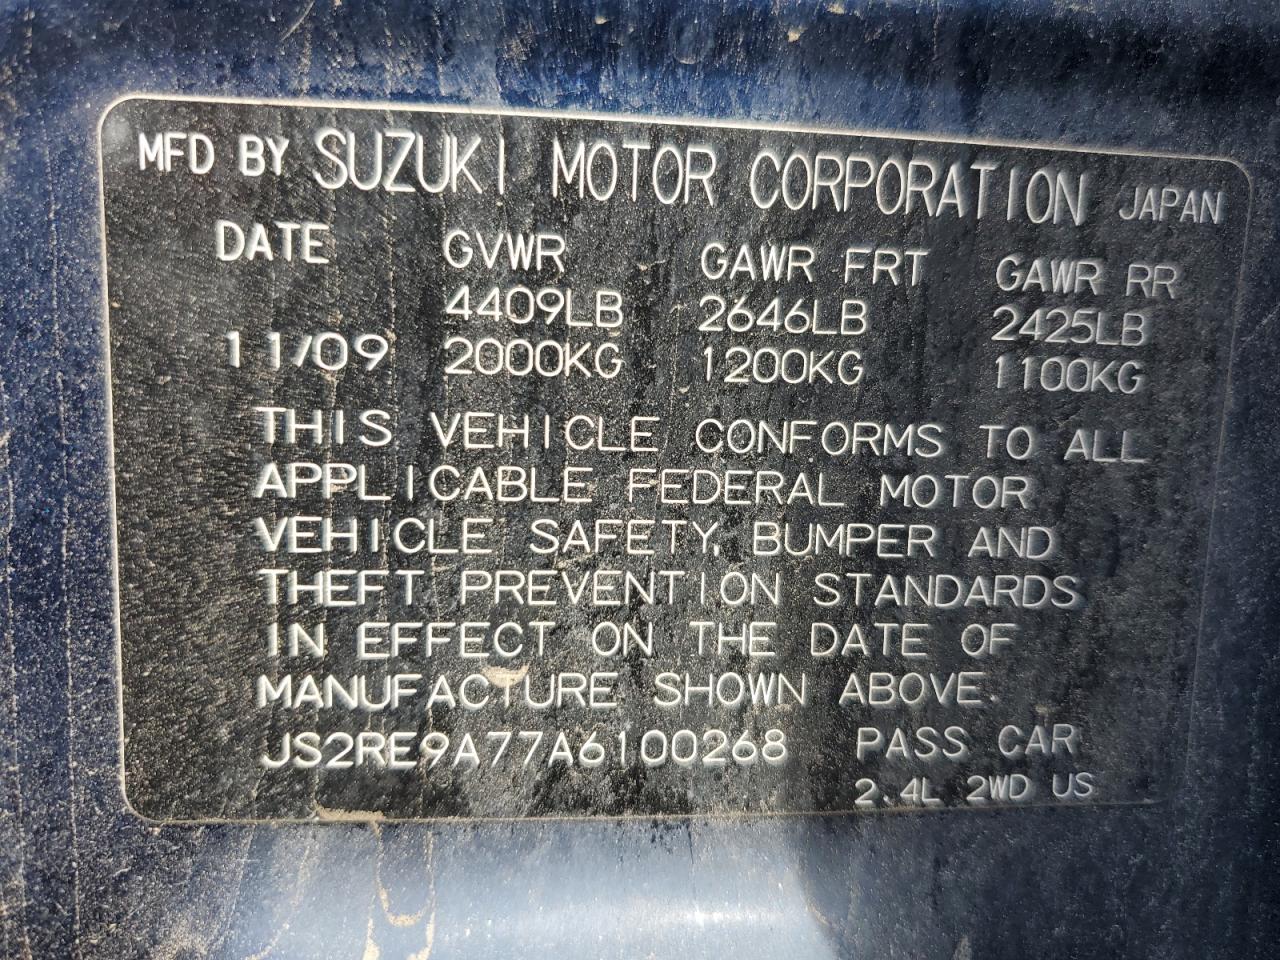 MFD BY SUZUKI MOTOR CORPORATION JAPAN
DATE GVWR GAWR FRT GAWR RR
4409LB 2646LB 2425LB
11/09 2000KG 1200KG 1100KG
THIS VEHICLE CONFORMS TO ALL
APPLICABLE FEDERAL MOTOR
VEHICLE SAFETY, BUMPER AND
THEFT PREVENTION STANDARDS
IN EFFECT ON THE DATE OF
MANUFACTURE SHOWN ABOVE.
JS2RE9A77A6100268 PASS CAR
2.4L 2WD US